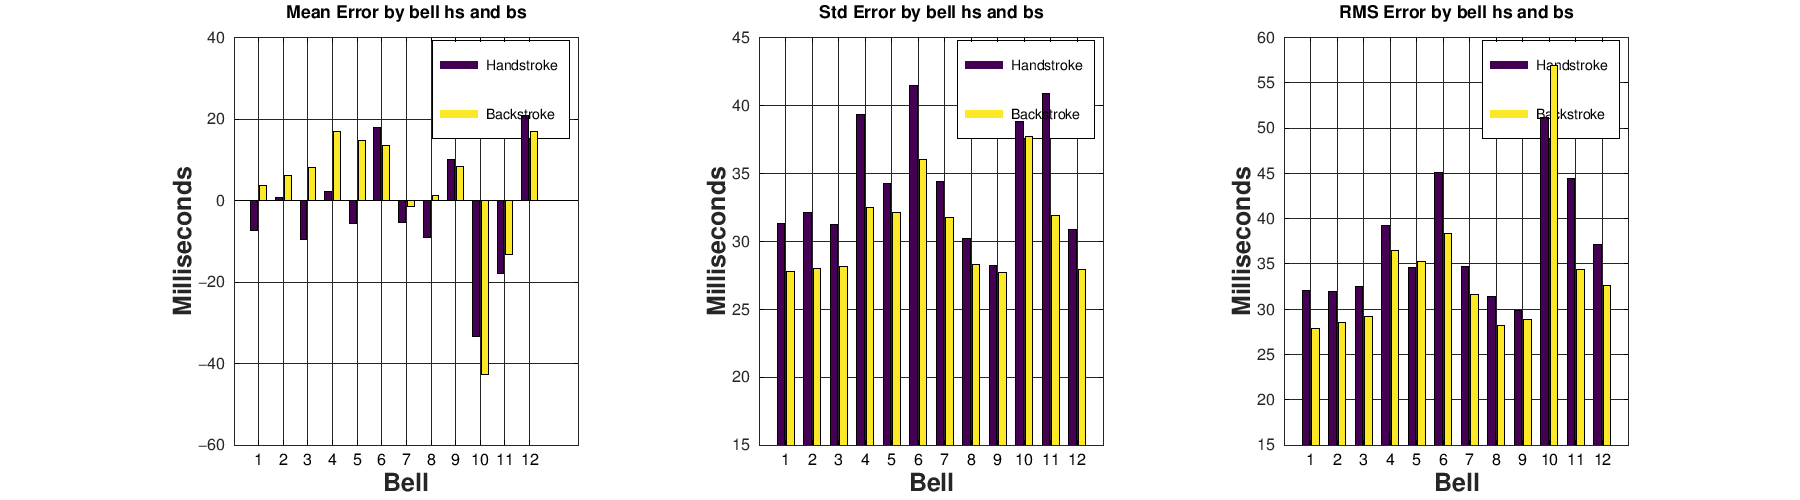 Mean Error by bell hs and bs
40
20
0
−20
−40
−60
Milliseconds
Handstroke
Backstroke
1 2 3 4 5 6 7 8 9 10 11 12
Bell
Std Error by bell hs and bs
45
40
35
30
25
20
15
Milliseconds
Handstroke
Backstroke
1 2 3 4 5 6 7 8 9 10 11 12
Bell
RMS Error by bell hs and bs
60
55
50
45
40
35
30
25
20
15
Milliseconds
Handstroke
Backstroke
1 2 3 4 5 6 7 8 9 10 11 12
Bell